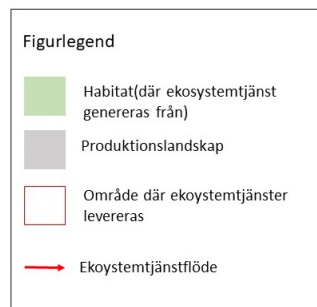 Figurlegend
Habitat(där ekosystemtjänst
genereras från)
Produktionslandskap
Område där ekoystemtjänster
levereras
Ekoystemtjänstflöde